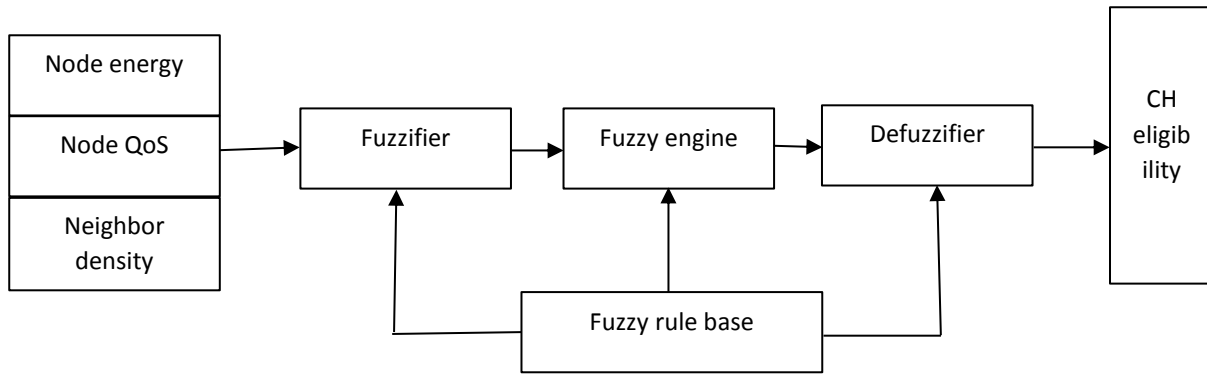 Node energy
Node QoS
Neighbor
density
Fuzzifier
Fuzzy engine
Defuzzifier
CH
eligib
ility
Fuzzy rule base